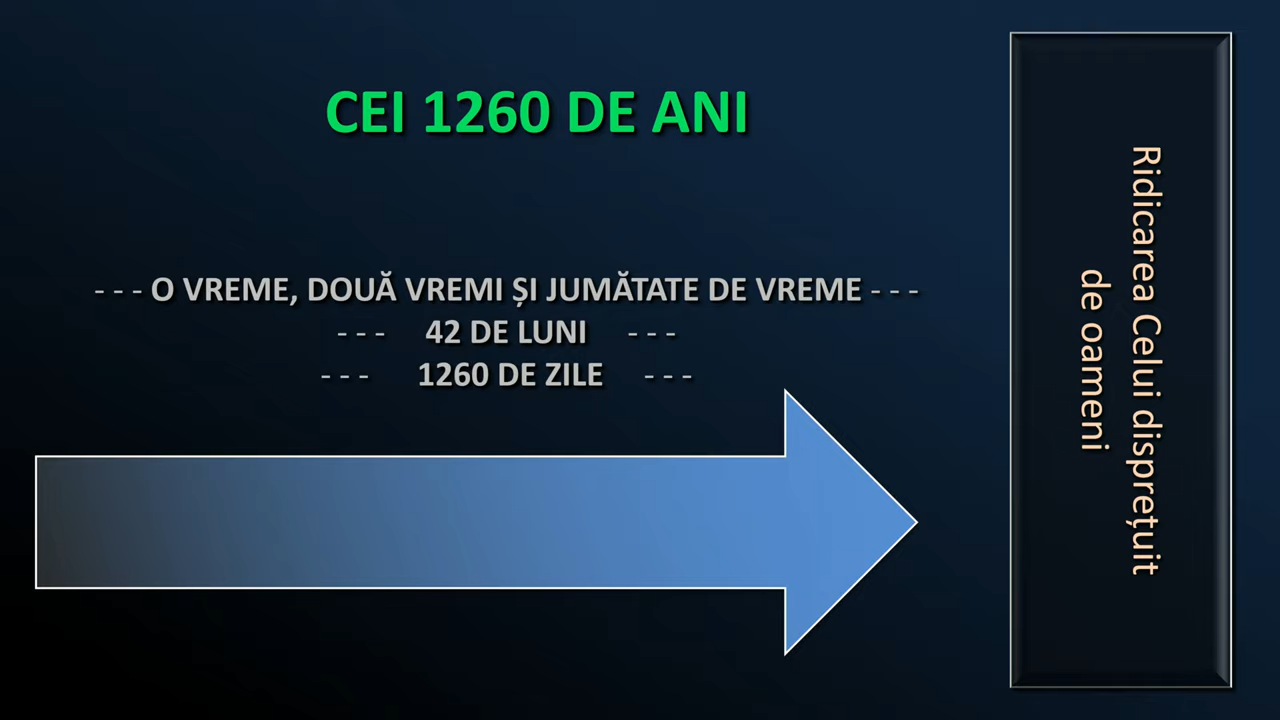 CEI 1260 DE ANI
- - - O VREME, DOUĂ VREMI ȘI JUMĂTATE DE VREME - - -
- - - 42 DE LUNI - - -
- - - 1260 DE ZILE - - -
Ridicarea Celui disprețuit
de oameni